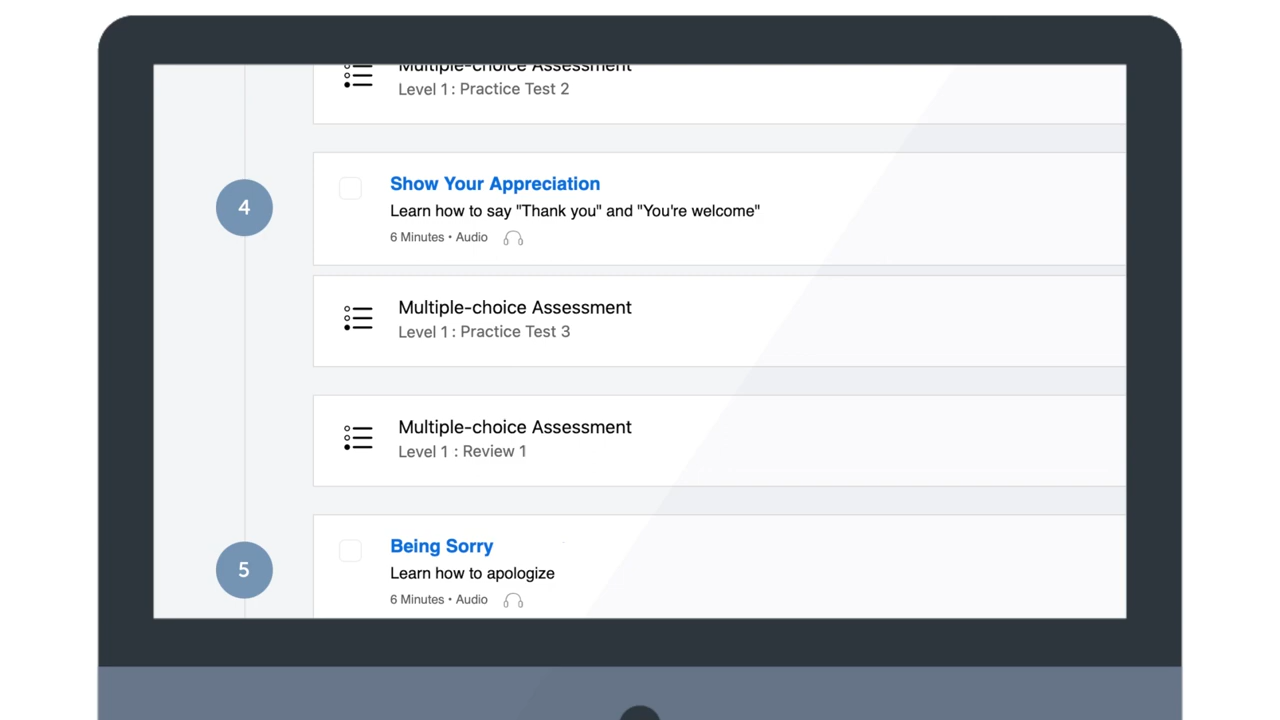 Multiple-choice Assessment
Level 1 : Practice Test 2
4
Show Your Appreciation
Learn how to say "Thank you" and "You're welcome"
6 Minutes • Audio
Multiple-choice Assessment
Level 1 : Practice Test 3
Multiple-choice Assessment
Level 1 : Review 1
5
Being Sorry
Learn how to apologize
6 Minutes • Audio